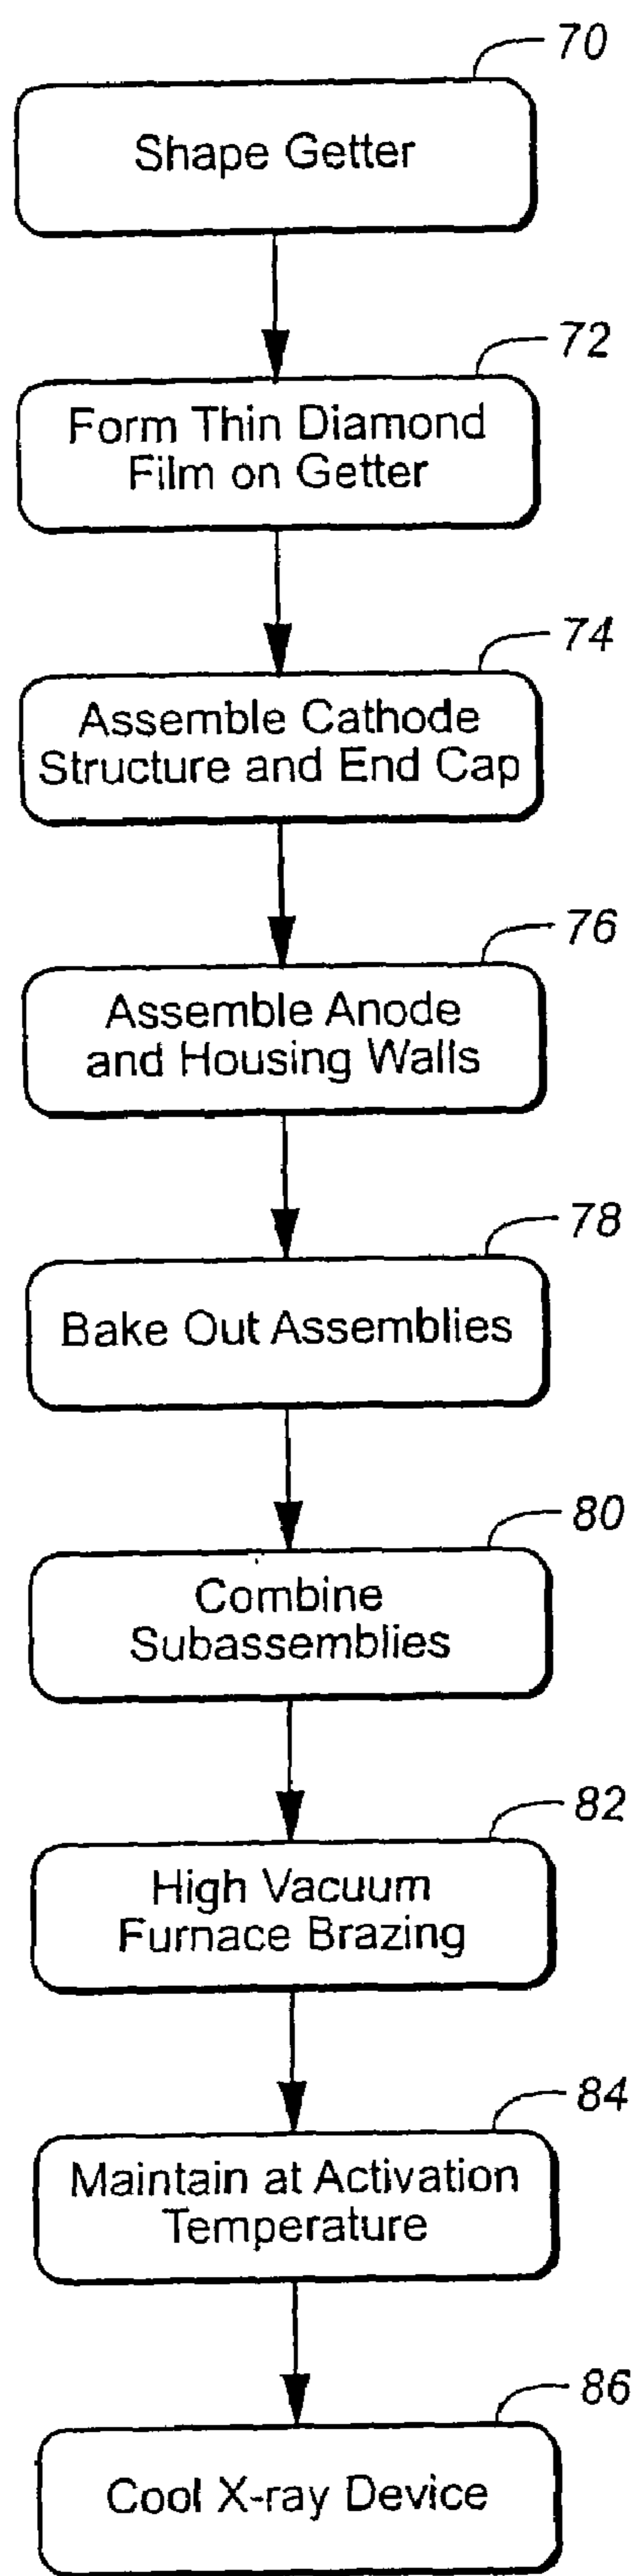 70
Shape Getter
72
Form Thin Diamond
Film on Getter
74
Assemble Cathode
Structure and End Cap
76
Assemble Anode
and Housing Walls
78
Bake Out Assemblies
80
Combine
Subassemblies
82
High Vacuum
Furnace Brazing
84
Maintain at Activation
Temperature
86
Cool X-ray Device